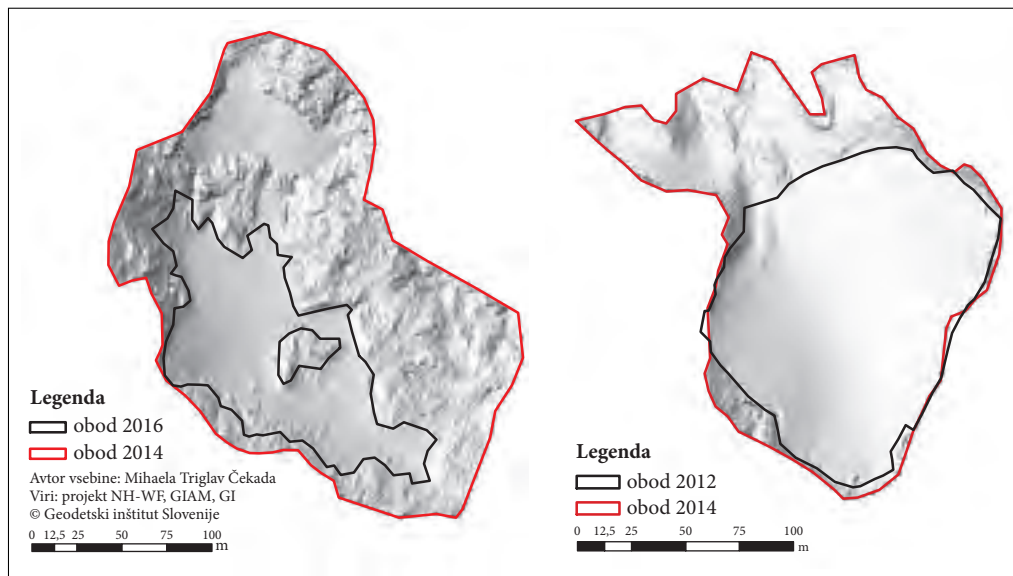 Legenda
obod 2016
obod 2014
Avtor vsebine: Mihaela Triglav Čekada
Viri: projekt NH-WF, GIAM, GI
© Geodetski inštitut Slovenije
0 12,5 25 50 75 100
m
Legenda
obod 2012
obod 2014
0 12,5 25 50 75 100
m